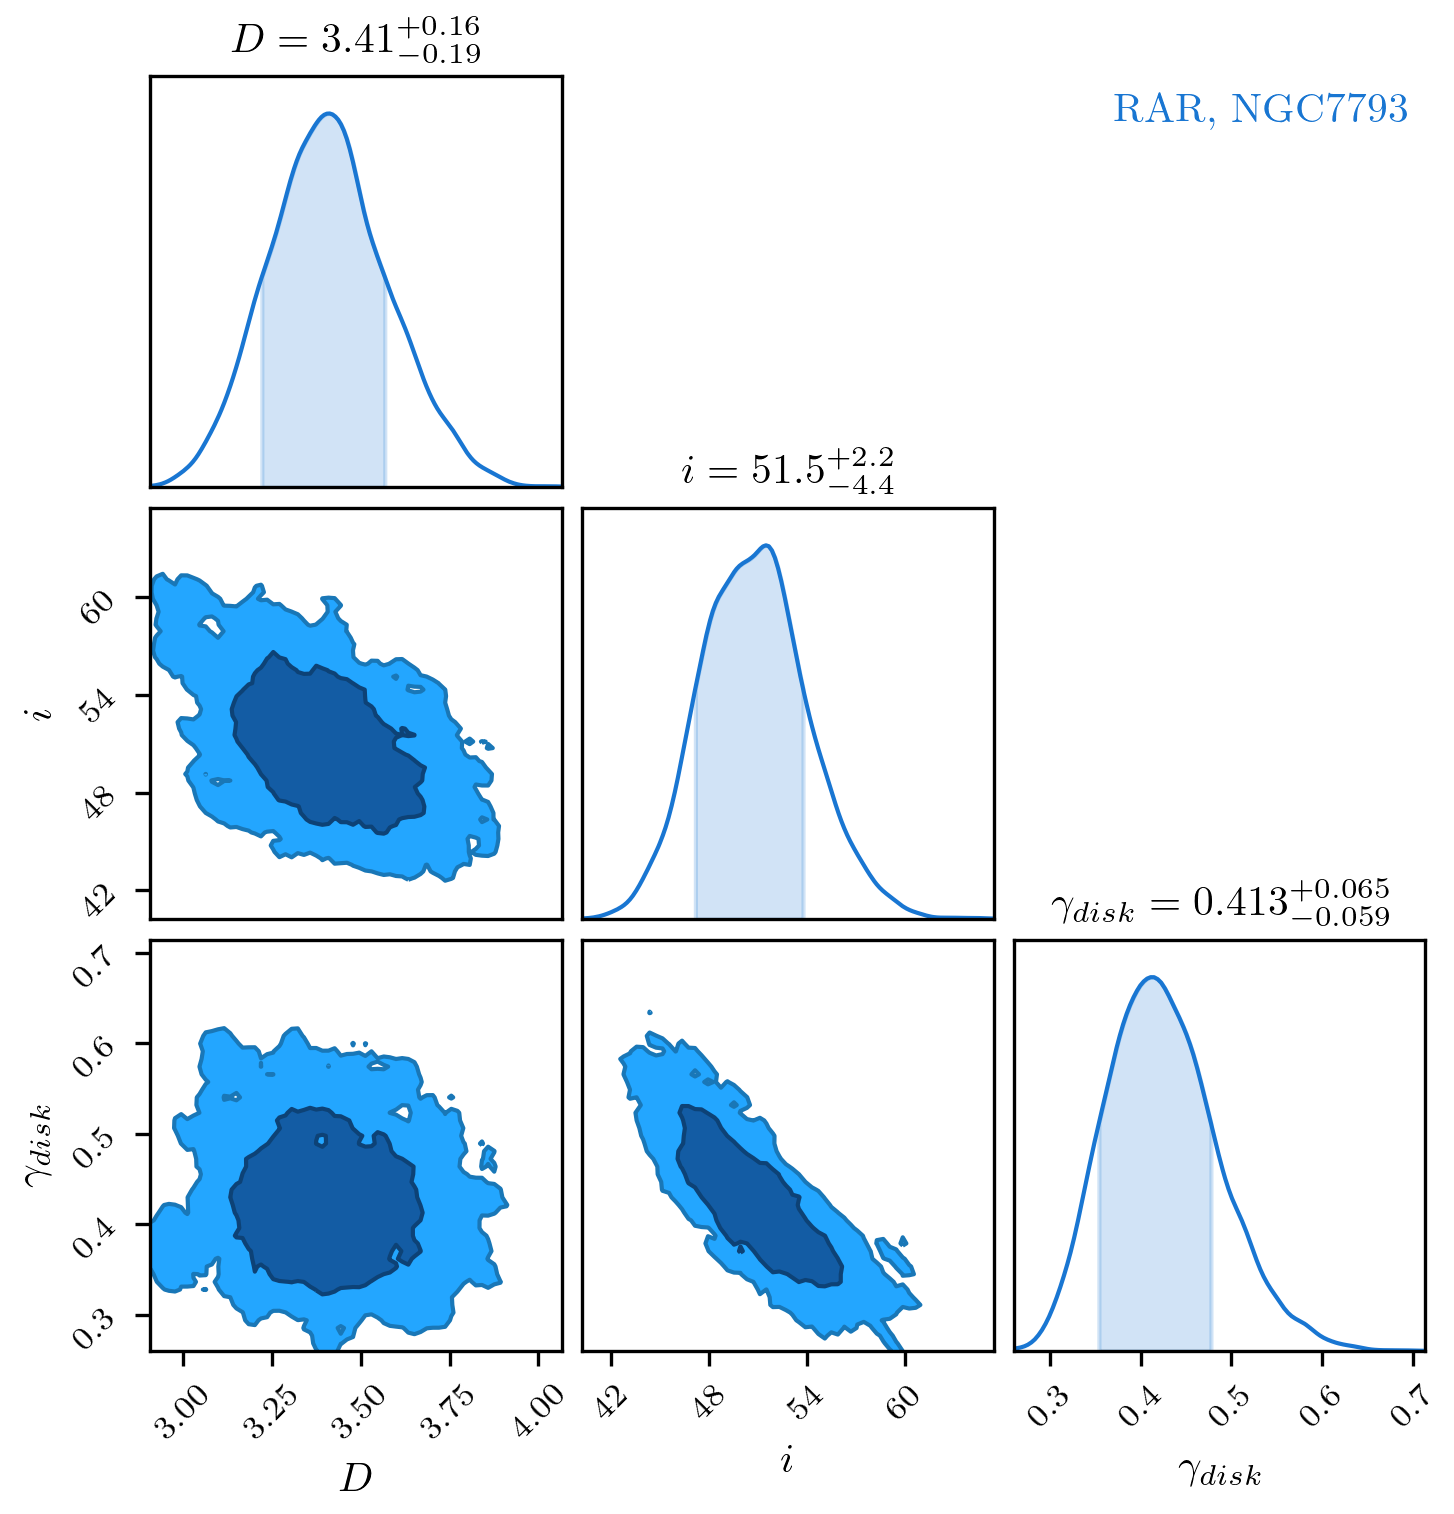 $D = 3.41^{+0.16}_{-0.19}$
RAR, NGC7793
$i = 51.5^{+2.2}_{-4.4}$
60
54
48
42
$i$
$\gamma_{disk} = 0.413^{+0.065}_{-0.059}$
0.7
0.6
0.5
0.4
0.3
$\gamma_{disk}$
3.00 3.25 3.50 3.75 4.00
42 48 54 60
0.3 0.4 0.5 0.6 0.7
$D$
$i$
$\gamma_{disk}$